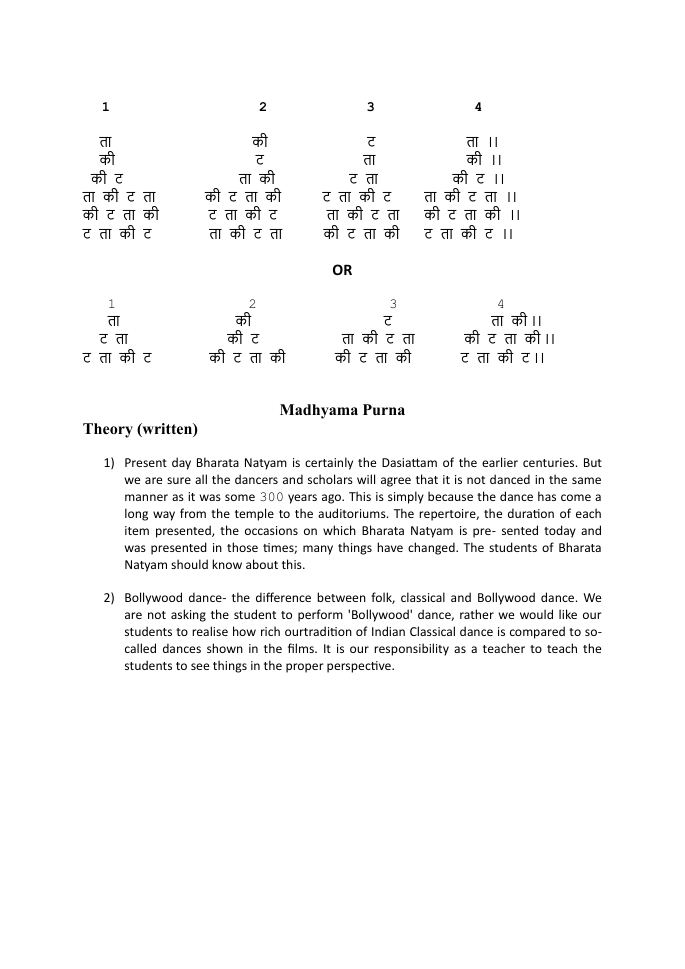 1 2 3 4
ता की ट ता ।।
की ट ता की ।।
की ट ता की ट ता की ट ।।
ता की ट ता की ट ता की ट ता की ट ता की ट ता ।।
की ट ता की ट ता की ट ता की ट ता की ट ता की ।।
ट ता की ट ता की ट ता की ट ता की ट ता की ट ।।
OR
1 2 3 4
ता की ट ता की ।।
ट ता की ट ता की ट ता की ट ता की ।।
ट ता की ट की ट ता की की ट ता की ट ता की ट ।।
Madhyama Purna
Theory (written)
1) Present day Bharata Natyam is certainly the Dasiattam of the earlier centuries. But
we are sure all the dancers and scholars will agree that it is not danced in the same
manner as it was some 300 years ago. This is simply because the dance has come a
long way from the temple to the auditoriums. The repertoire, the duration of each
item presented, the occasions on which Bharata Natyam is pre- sented today and
was presented in those times; many things have changed. The students of Bharata
Natyam should know about this.
2) Bollywood dance- the difference between folk, classical and Bollywood dance. We
are not asking the student to perform 'Bollywood' dance, rather we would like our
students to realise how rich ourtradition of Indian Classical dance is compared to so-
called dances shown in the films. It is our responsibility as a teacher to teach the
students to see things in the proper perspective.